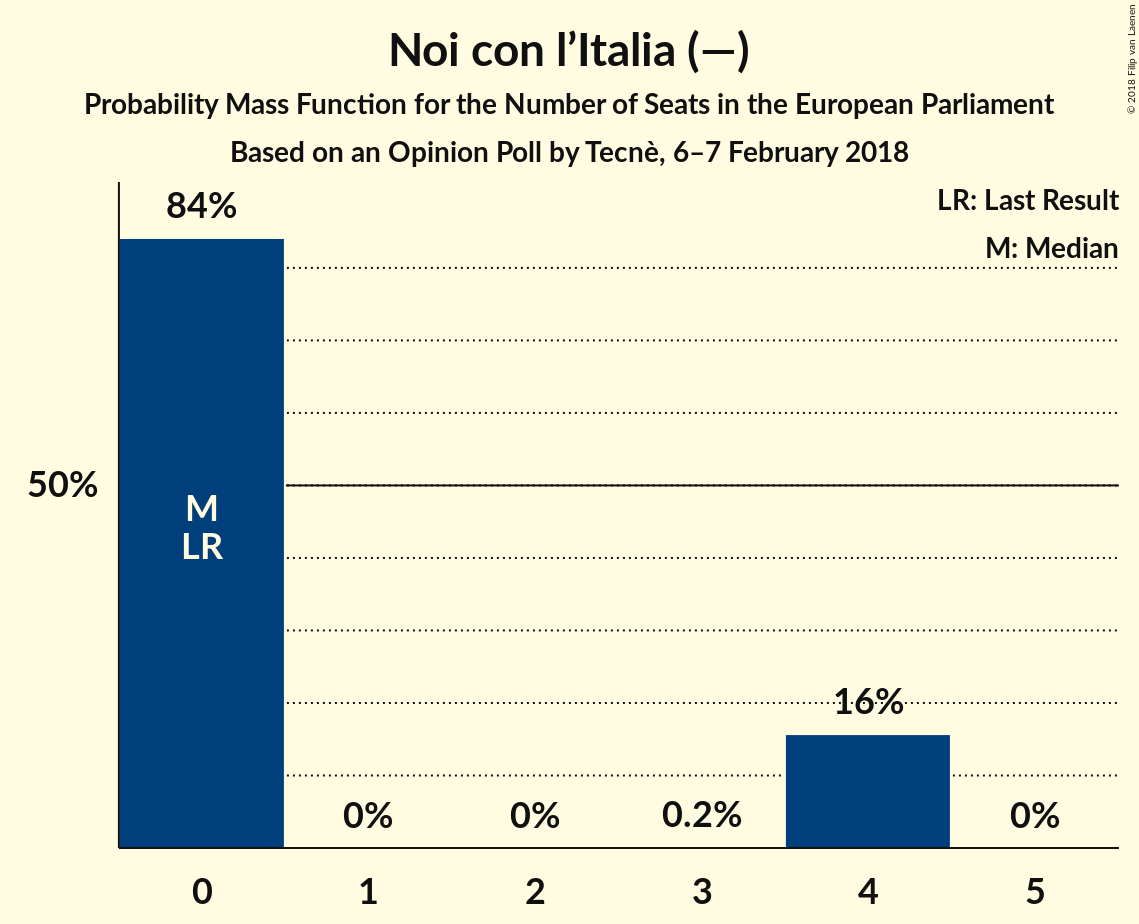 Noi con l’Italia (—)
Probability Mass Function for the Number of Seats in the European Parliament
Based on an Opinion Poll by Tecnè, 6–7 February 2018
© 2018 Filip van Laenen
LR: Last Result
M: Median
84%
50%
M
LR
16%
0%
0%
0.2%
0%
0
1
2
3
4
5